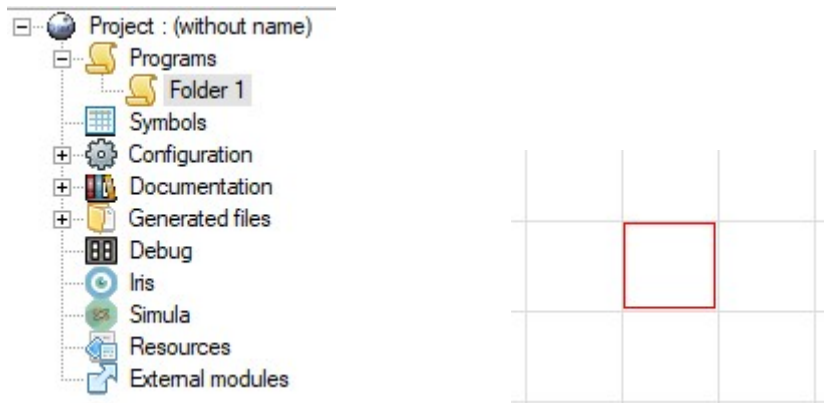 Project : (without name)
Programs
Folder 1
Symbols
Configuration
Documentation
Generated files
Debug
Iris
Simula
Resources
External modules